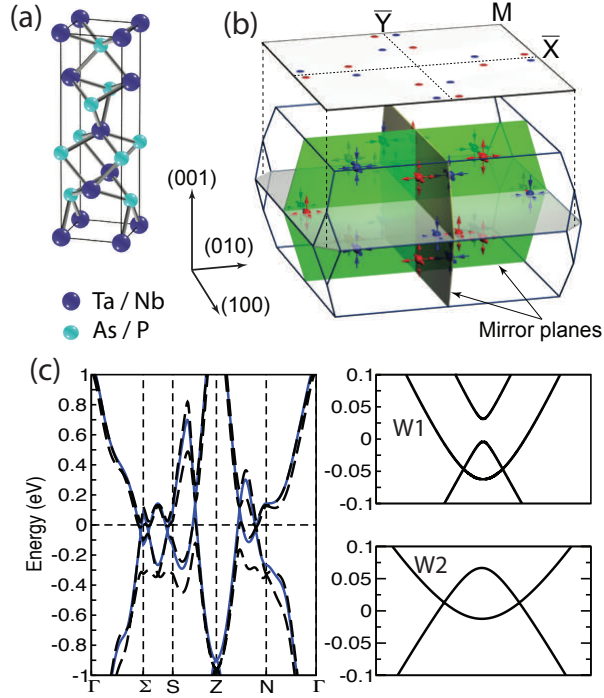 (a)
(b)
Y
M
X
(001)
(010)
(100)
Ta / Nb
As / P
Mirror planes
(c)
Energy (eV)
1
0.8
0.6
0.4
0.2
0
-0.2
-0.4
-0.6
-0.8
-1
Γ Σ S Z N Γ
W1
0.1
0.05
0
-0.05
-0.1
W2
0.1
0.05
0
-0.05
-0.1